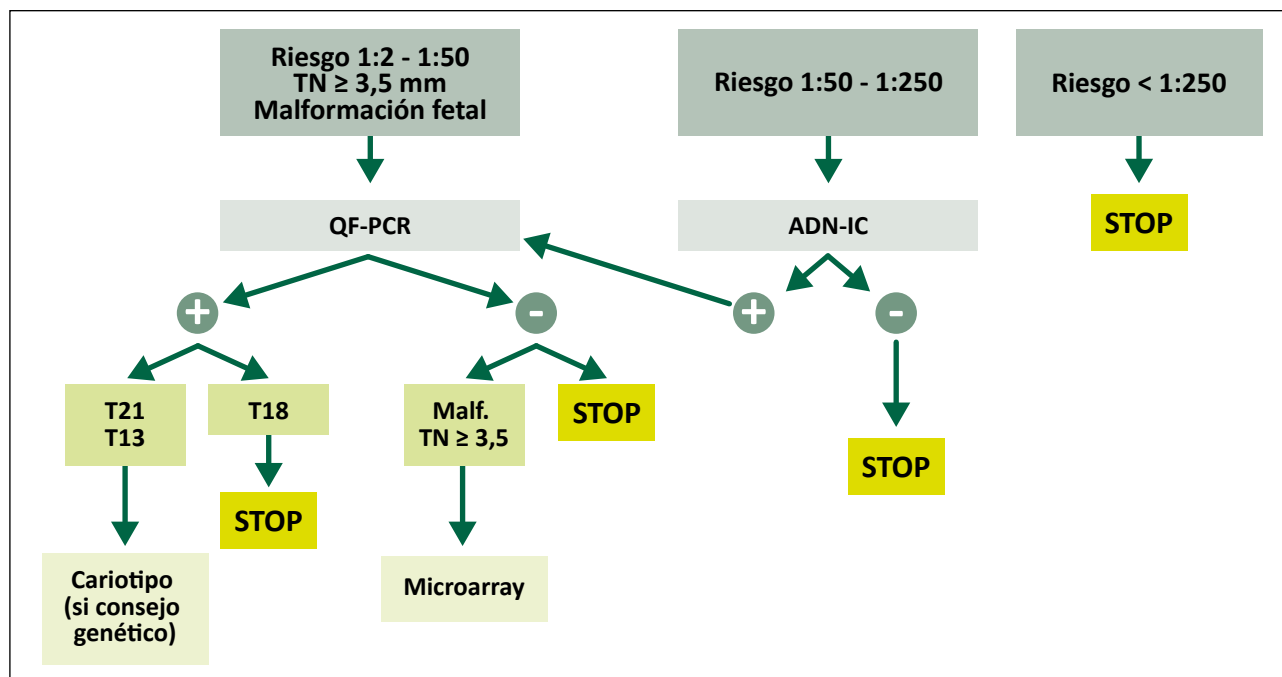 Riesgo 1:2 - 1:50
TN ≥ 3,5 mm
Malformación fetal
Riesgo 1:50 - 1:250
Riesgo < 1:250
QF-PCR
ADN-IC
STOP
+
-
+
-
T21
T13
T18
Malf.
TN ≥ 3,5
STOP
STOP
STOP
Cariotipo
(si consejo
genético)
Microarray